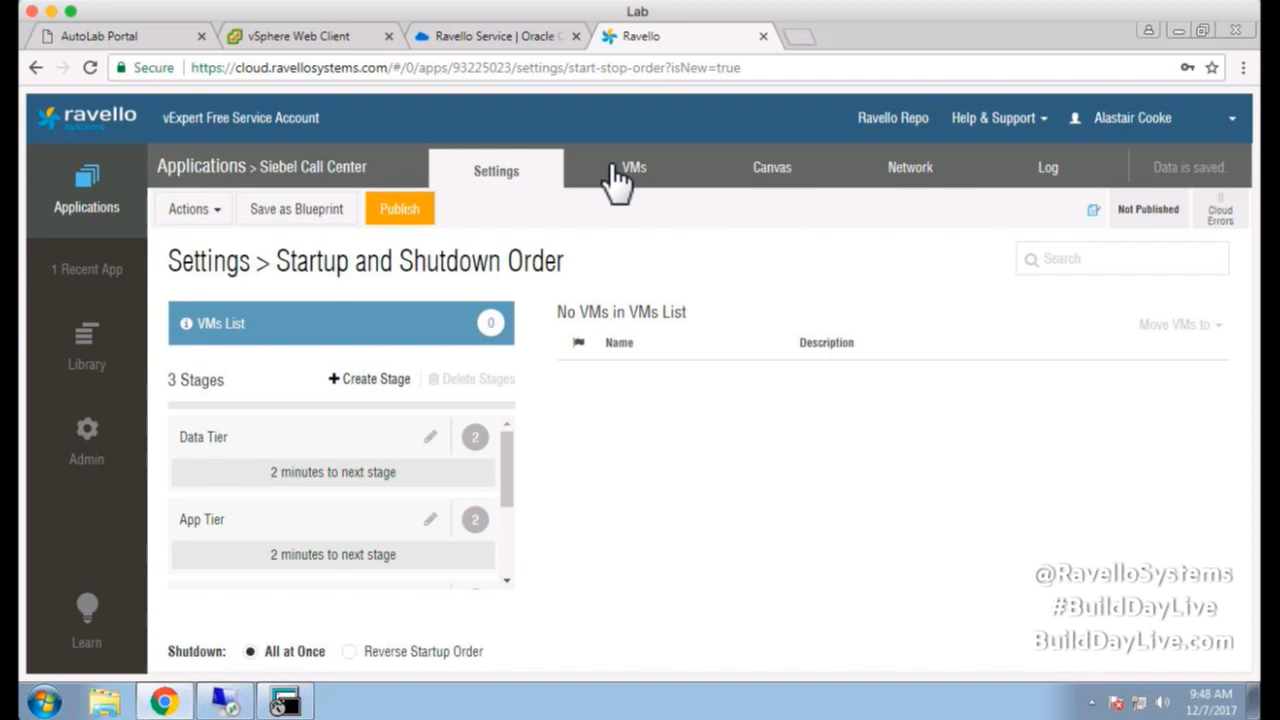 Lab
AutoLab Portal
vSphere Web Client
Ravello Service | Oracle C
Ravello
Secure
https://cloud.ravellosystems.com/#/0/apps/93225023/settings/start-stop-order?isNew=true
ravello
systems
vExpert Free Service Account
Ravello Repo
Help & Support
Alastair Cooke
Applications > Siebel Call Center
Settings
VMs
Canvas
Network
Log
Data is saved.
Applications
Actions
Save as Blueprint
Publish
Not Published
0
Cloud
Errors
Settings > Startup and Shutdown Order
Search
1 Recent App
VMs List
0
No VMs in VMs List
Move VMs to
Name
Description
Library
3 Stages
Create Stage
Delete Stages
Data Tier
2
2 minutes to next stage
Admin
App Tier
2
2 minutes to next stage
@RavelloSystems
#BuildDayLive
BuildDayLive.com
Learn
Shutdown:
All at Once
Reverse Startup Order
9:48 AM
12/7/2017